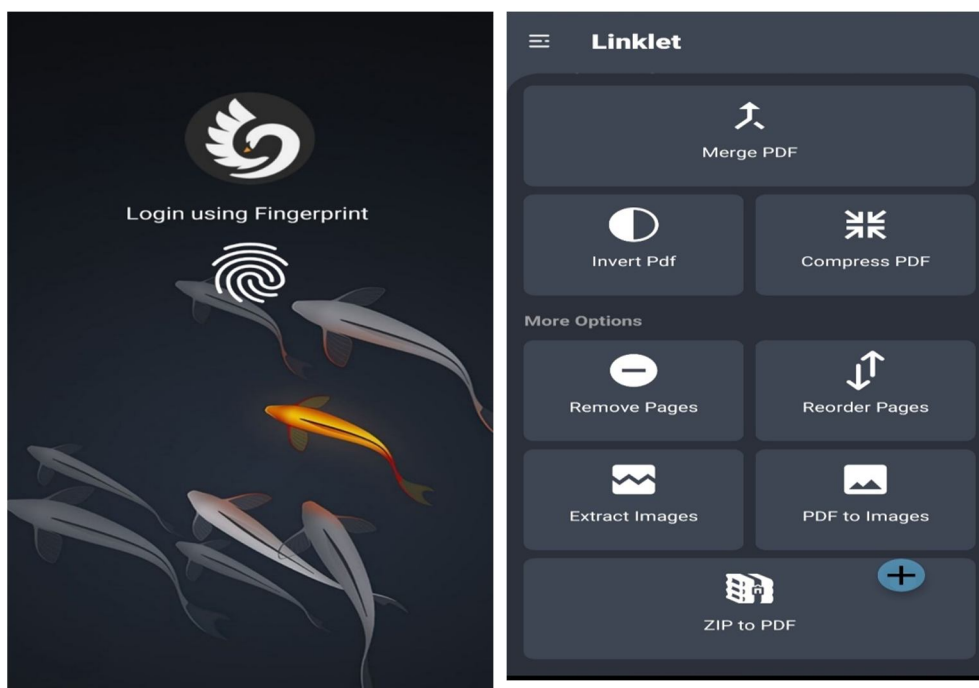 Login using Fingerprint
Linklet
Merge PDF
Invert Pdf
Compress PDF
More Options
Remove Pages
Reorder Pages
Extract Images
PDF to Images
ZIP to PDF